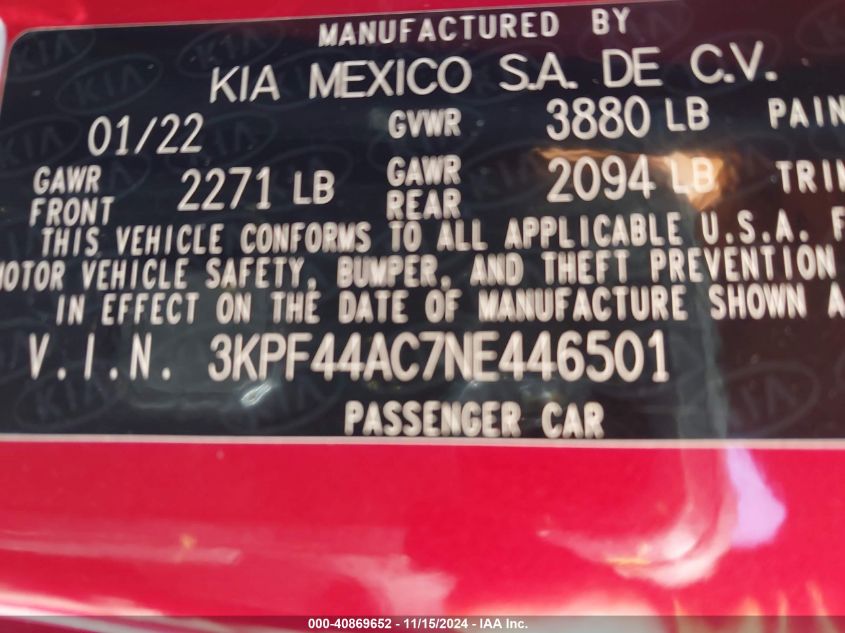 MANUFACTURED BY
KIA MEXICO S.A. DE C.V.
01/22 GVWR 3880 LB PAIN
GAWR FRONT 2271 LB GAWR REAR 2094 LB TRIM
THIS VEHICLE CONFORMS TO ALL APPLICABLE U.S.A. F
MOTOR VEHICLE SAFETY, BUMPER, AND THEFT PREVENTION
IN EFFECT ON THE DATE OF MANUFACTURE SHOWN A
V.I.N. 3KPF44AC7NE446501
PASSENGER CAR
000-40869652 - 11/15/2024 - IAA Inc.